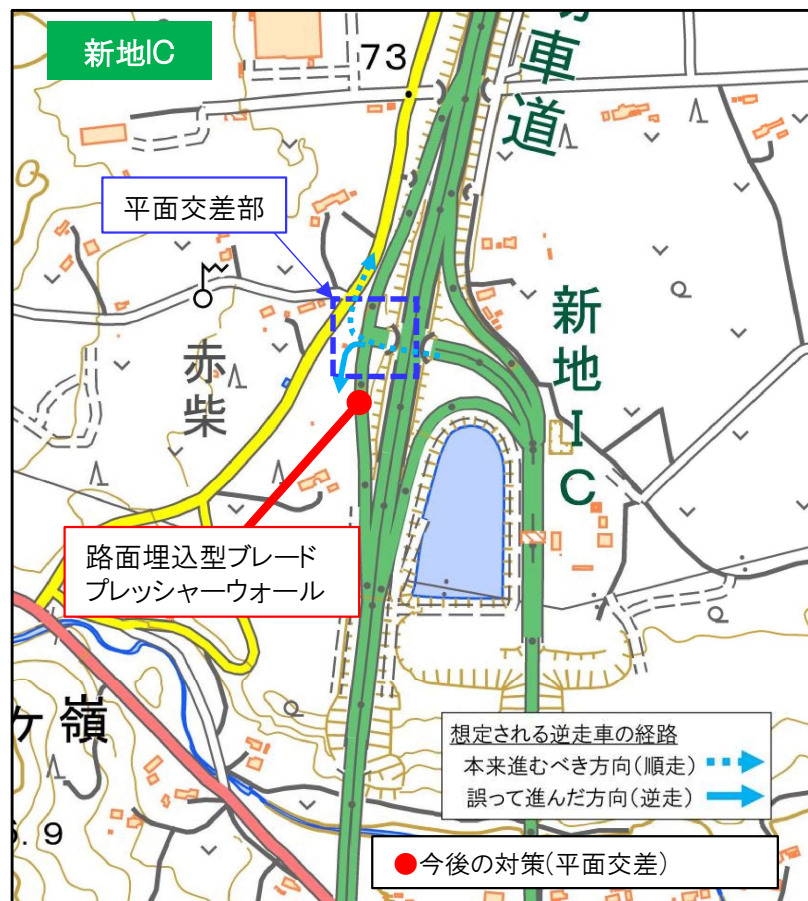 新地IC
73
車道
平面交差部
新地IC
赤柴
路面埋込型ブレード
プレッシャーウォール
ケ嶺
6.9
想定される逆走車の経路
本来進むべき方向(順走)
誤って進んだ方向(逆走)
●今後の対策(平面交差)